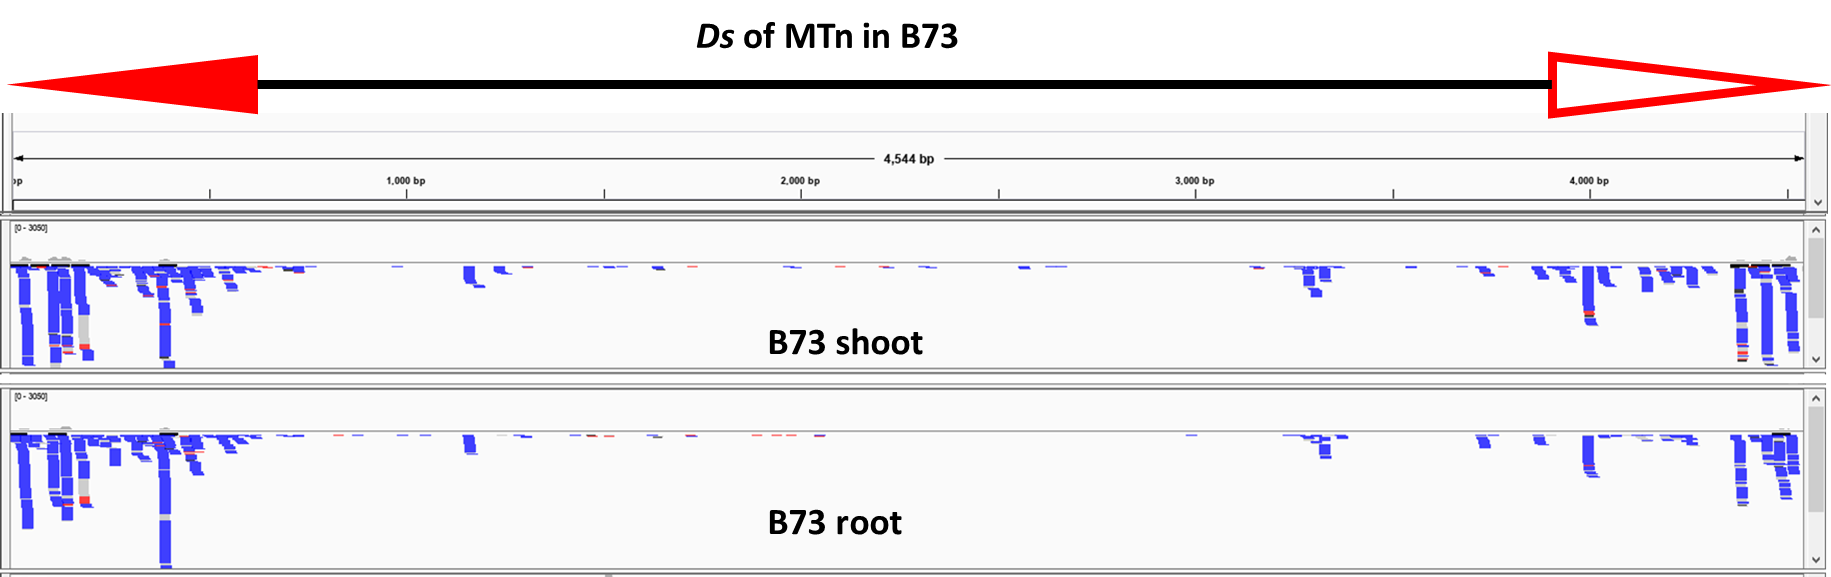 Ds of MTn in B73
4,544 bp
bp 1,000 bp 2,000 bp 3,000 bp 4,000 bp
[0 - 3050]
B73 shoot
[0 - 3050]
B73 root